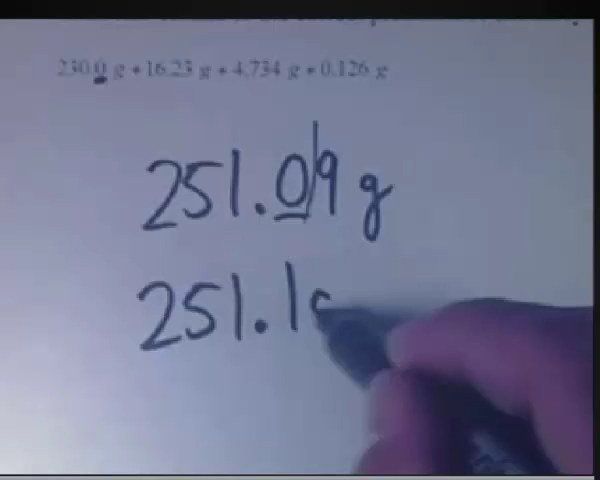 230.0 g + 16.23 g + 4.734 g + 0.126 g
251.09 g
251.1